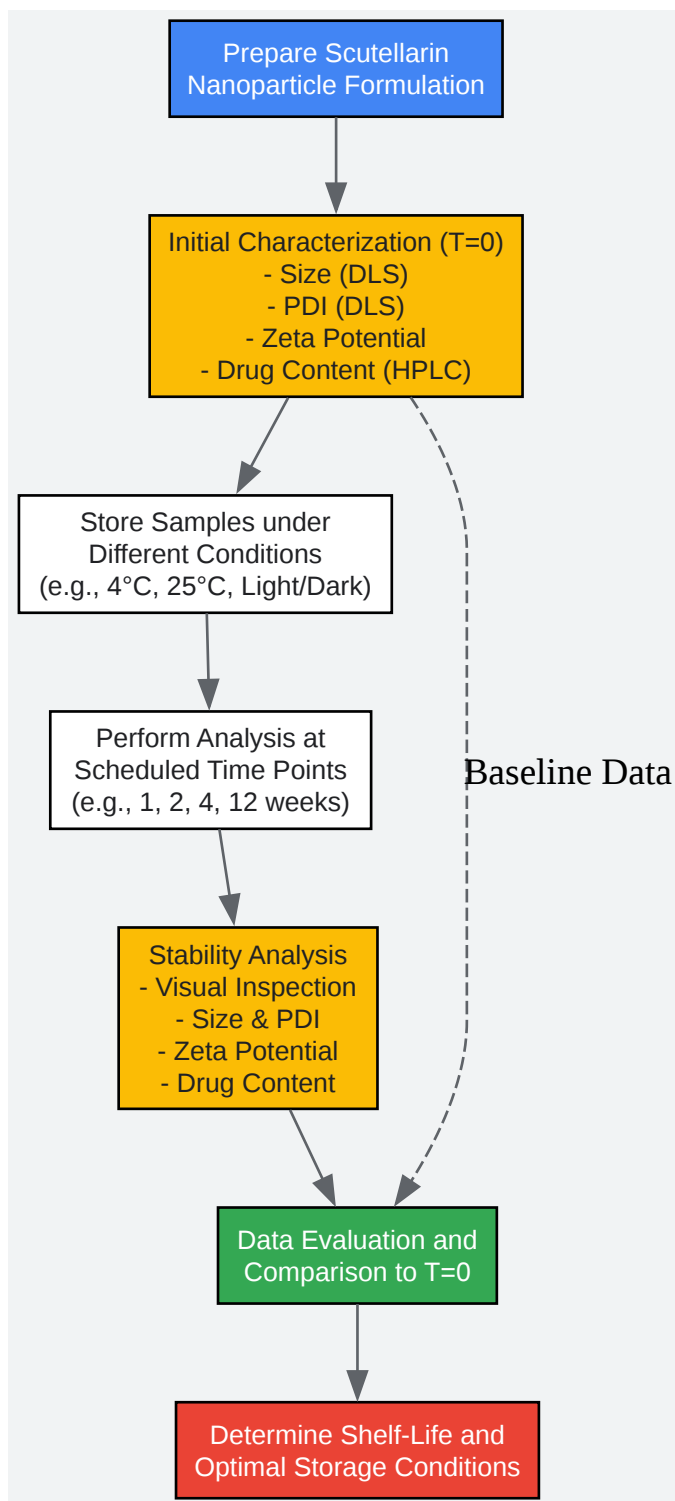 Prepare Scutellarin
Nanoparticle Formulation
Initial Characterization (T=0)
- Size (DLS)
- PDI (DLS)
- Zeta Potential
- Drug Content (HPLC)
Store Samples under
Different Conditions
(e.g., 4°C, 25°C, Light/Dark)
Perform Analysis at
Scheduled Time Points
(e.g., 1, 2, 4, 12 weeks)
Baseline Data
Stability Analysis
- Visual Inspection
- Size & PDI
- Zeta Potential
- Drug Content
Data Evaluation and
Comparison to T=0
Determine Shelf-Life and
Optimal Storage Conditions